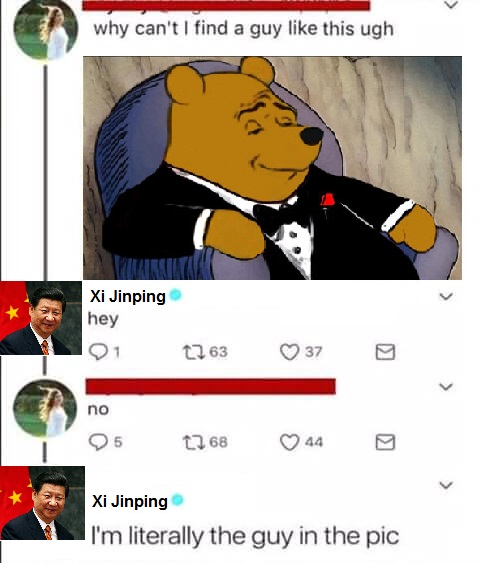 why can't I find a guy like this ugh
Xi Jinping
hey
1 63 37
no
5 68 44
Xi Jinping
I'm literally the guy in the pic